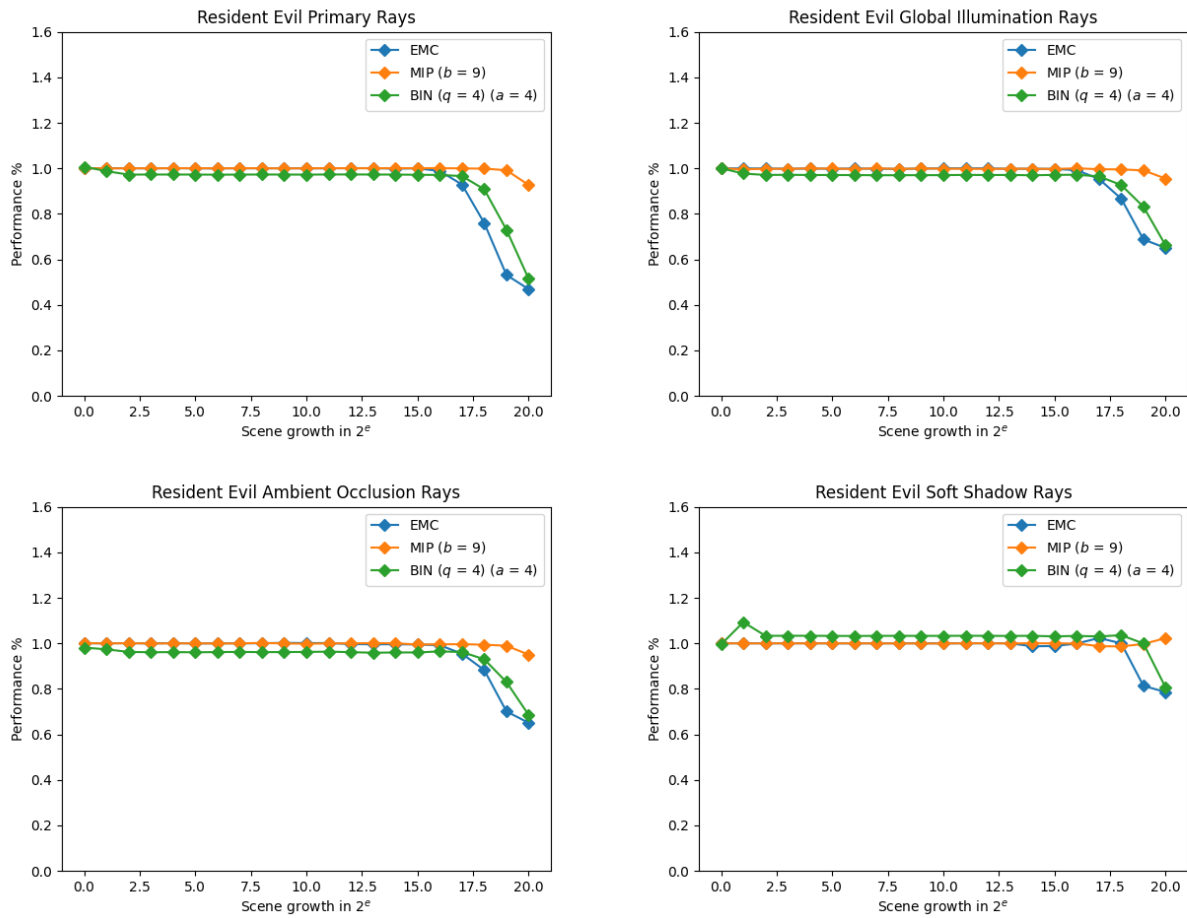 Resident Evil Primary Rays
1.6
1.4
1.2
1.0
0.8
0.6
0.4
0.2
0.0
Performance %
EMC
MIP (b = 9)
BIN (q = 4) (a = 4)
0.0 2.5 5.0 7.5 10.0 12.5 15.0 17.5 20.0
Scene growth in 2^e
Resident Evil Global Illumination Rays
1.6
1.4
1.2
1.0
0.8
0.6
0.4
0.2
0.0
Performance %
EMC
MIP (b = 9)
BIN (q = 4) (a = 4)
0.0 2.5 5.0 7.5 10.0 12.5 15.0 17.5 20.0
Scene growth in 2^e
Resident Evil Ambient Occlusion Rays
1.6
1.4
1.2
1.0
0.8
0.6
0.4
0.2
0.0
Performance %
EMC
MIP (b = 9)
BIN (q = 4) (a = 4)
0.0 2.5 5.0 7.5 10.0 12.5 15.0 17.5 20.0
Scene growth in 2^e
Resident Evil Soft Shadow Rays
1.6
1.4
1.2
1.0
0.8
0.6
0.4
0.2
0.0
Performance %
EMC
MIP (b = 9)
BIN (q = 4) (a = 4)
0.0 2.5 5.0 7.5 10.0 12.5 15.0 17.5 20.0
Scene growth in 2^e